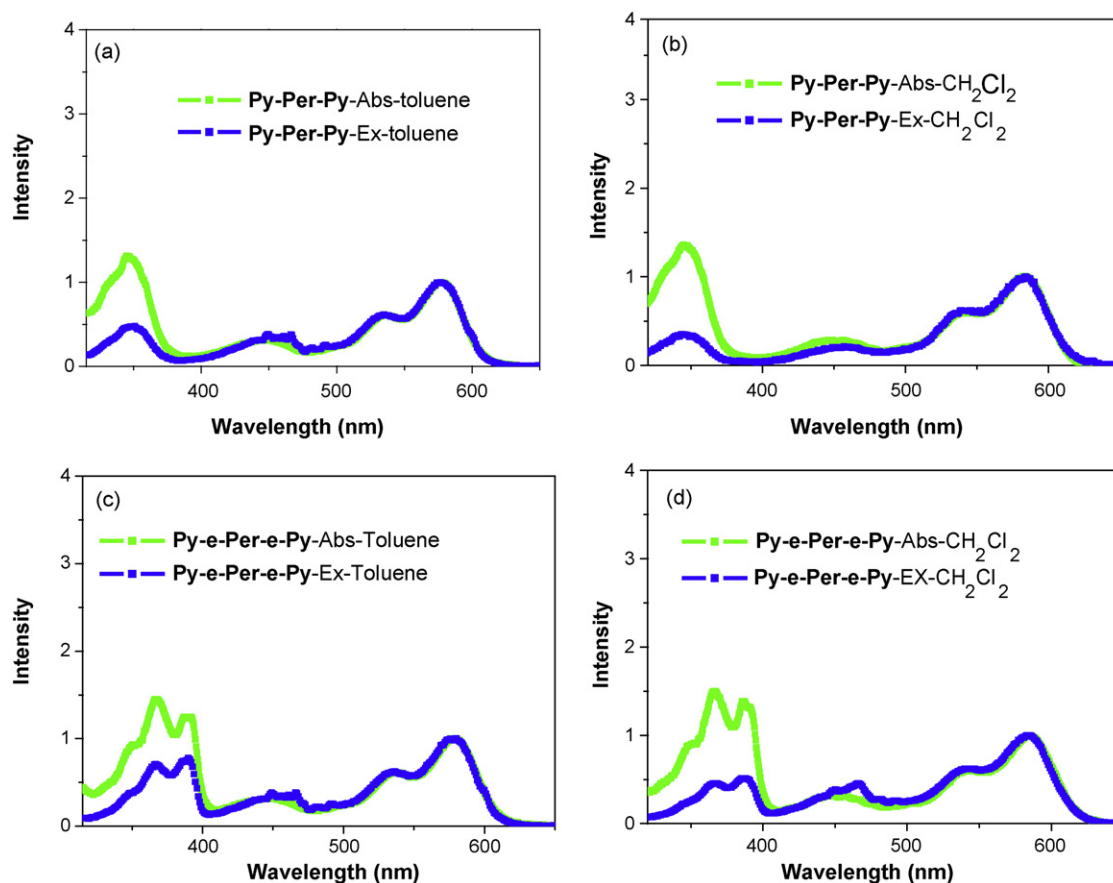 (a)
Py-Per-Py-Abs-toluene
Py-Per-Py-Ex-toluene
Intensity
4
3
2
1
0
400
500
600
Wavelength (nm)
(b)
Py-Per-Py-Abs-CH2Cl2
Py-Per-Py-Ex-CH2Cl2
Intensity
4
3
2
1
0
400
500
600
Wavelength (nm)
(c)
Py-e-Per-e-Py-Abs-Toluene
Py-e-Per-e-Py-Ex-Toluene
Intensity
4
3
2
1
0
400
500
600
Wavelength (nm)
(d)
Py-e-Per-e-Py-Abs-CH2Cl2
Py-e-Per-e-Py-EX-CH2Cl2
Intensity
4
3
2
1
0
400
500
600
Wavelength (nm)